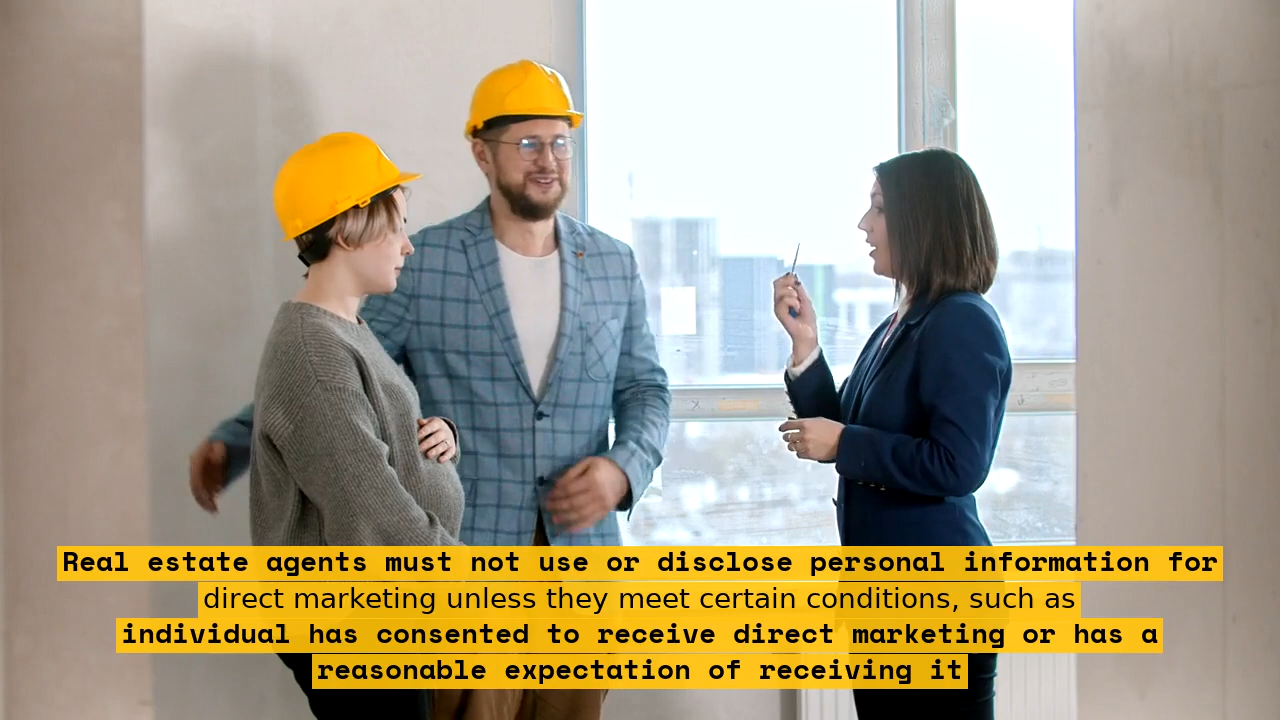 Real estate agents must not use or disclose personal information for
direct marketing unless they meet certain conditions, such as
individual has consented to receive direct marketing or has a
reasonable expectation of receiving it